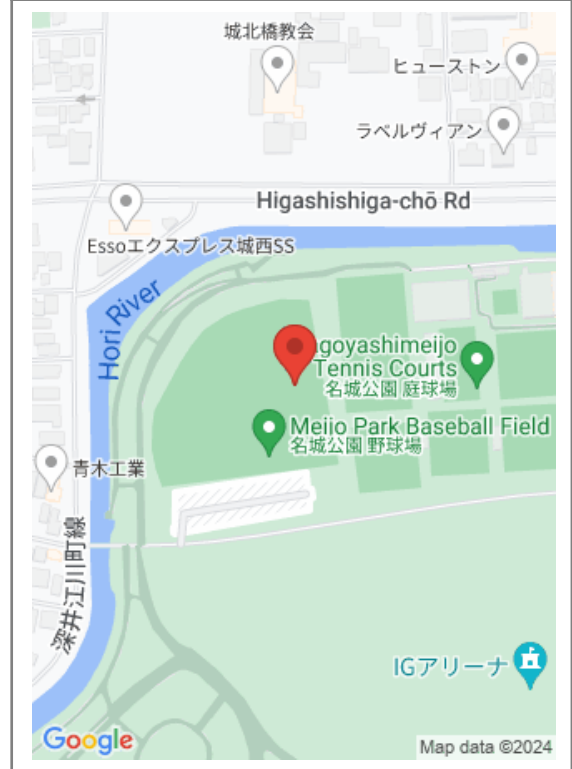 城北橋教会
ヒューストン
ラベルヴィアン
Higashishiga-chō Rd
Essoエクスプレス城西SS
Hori River
goyashimeijo
Tennis Courts
名城公園 庭球場
Meijo Park Baseball Field
名城公園 野球場
青木工業
深井江川町線
IGアリーナ
Google
Map data ©2024